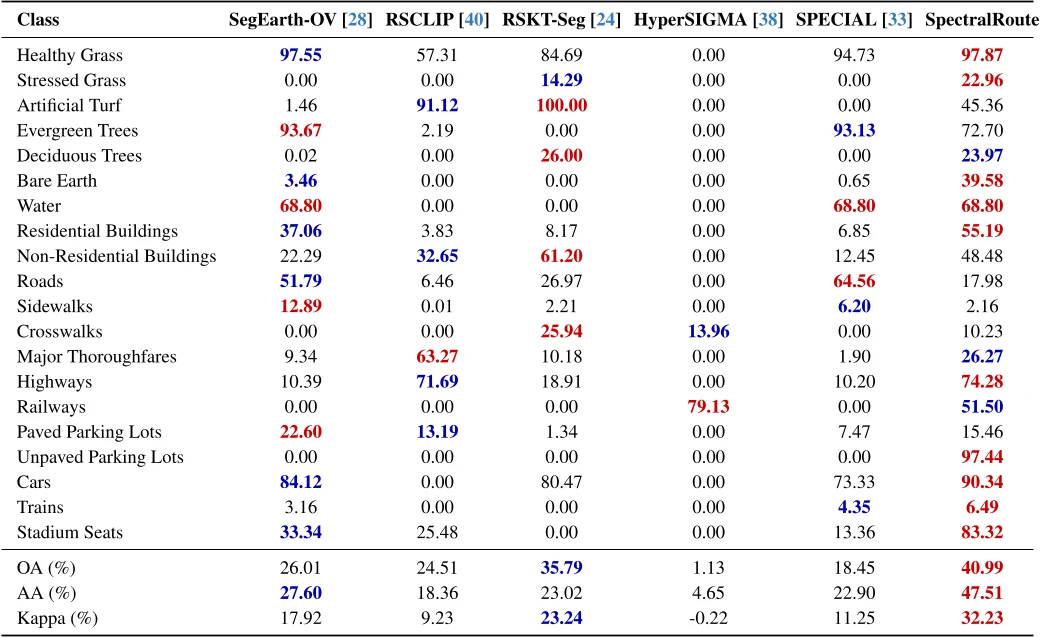 Class SegEarth-OV [28] RSCLIP [40] RSKT-Seg [24] HyperSIGMA [38] SPECIAL [33] SpectralRoute
Healthy Grass 97.55 57.31 84.69 0.00 94.73 97.87
Stressed Grass 0.00 0.00 14.29 0.00 0.00 22.96
Artificial Turf 1.46 91.12 100.00 0.00 0.00 45.36
Evergreen Trees 93.67 2.19 0.00 0.00 93.13 72.70
Deciduous Trees 0.02 0.00 26.00 0.00 0.00 23.97
Bare Earth 3.46 0.00 0.00 0.00 0.65 39.58
Water 68.80 0.00 0.00 0.00 68.80 68.80
Residential Buildings 37.06 3.83 8.17 0.00 6.85 55.19
Non-Residential Buildings 22.29 32.65 61.20 0.00 12.45 48.48
Roads 51.79 6.46 26.97 0.00 64.56 17.98
Sidewalks 12.89 0.01 2.21 0.00 6.20 2.16
Crosswalks 0.00 0.00 25.94 13.96 0.00 10.23
Major Thoroughfares 9.34 63.27 10.18 0.00 1.90 26.27
Highways 10.39 71.69 18.91 0.00 10.20 74.28
Railways 0.00 0.00 0.00 79.13 0.00 51.50
Paved Parking Lots 22.60 13.19 1.34 0.00 7.47 15.46
Unpaved Parking Lots 0.00 0.00 0.00 0.00 0.00 97.44
Cars 84.12 0.00 80.47 0.00 73.33 90.34
Trains 3.16 0.00 0.00 0.00 4.35 6.49
Stadium Seats 33.34 25.48 0.00 0.00 13.36 83.32
OA (%) 26.01 24.51 35.79 1.13 18.45 40.99
AA (%) 27.60 18.36 23.02 4.65 22.90 47.51
Kappa (%) 17.92 9.23 23.24 -0.22 11.25 32.23